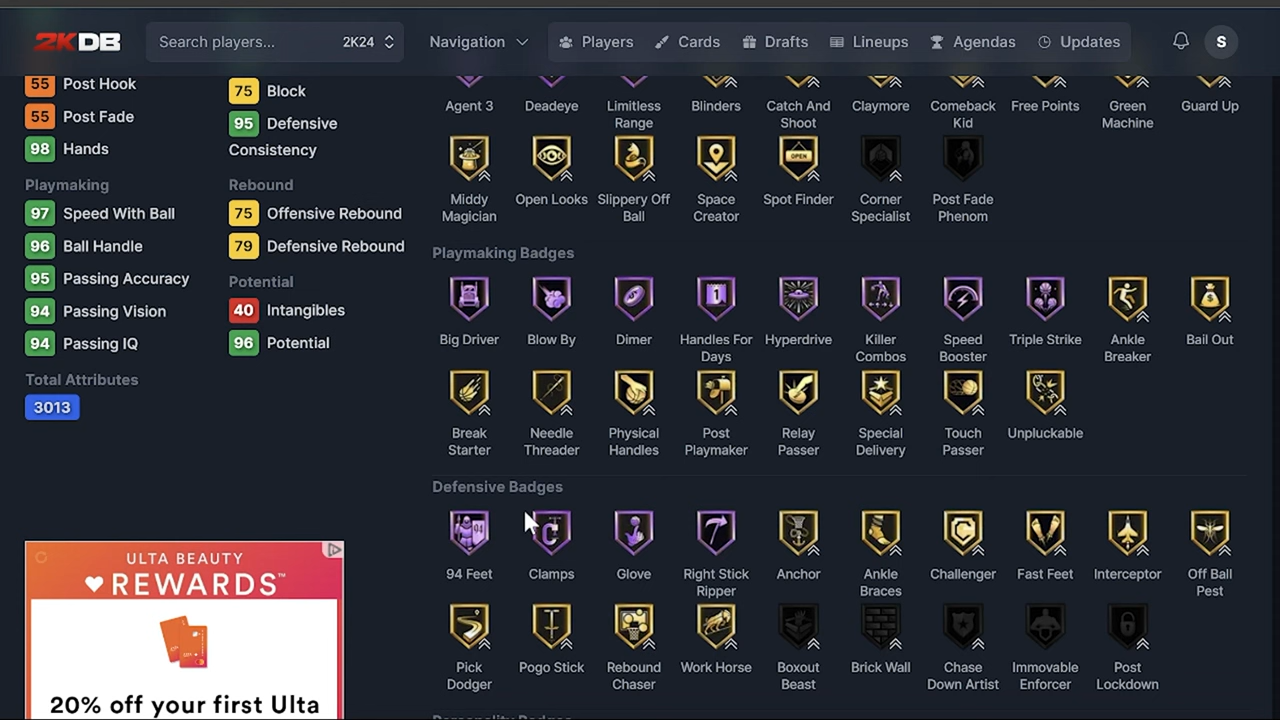 2KDB
Search players...
2K24
Navigation
Players
Cards
Drafts
Lineups
Agendas
Updates
S
55 Post Hook
55 Post Fade
98 Hands
Playmaking
97 Speed With Ball
96 Ball Handle
95 Passing Accuracy
94 Passing Vision
94 Passing IQ
Total Attributes
3013
75 Block
95 Defensive
Consistency
Rebound
75 Offensive Rebound
79 Defensive Rebound
Potential
40 Intangibles
96 Potential
Agent 3
Deadeye
Limitless
Range
Blinders
Catch And
Shoot
Claymore
Comeback
Kid
Free Points
Green
Machine
Guard Up
Middy
Magician
Open Looks
Slippery Off
Ball
Space
Creator
OPEN
Spot Finder
Corner
Specialist
Post Fade
Phenom
Playmaking Badges
Big Driver
Blow By
Dimer
1
Handles For
Days
Hyperdrive
Killer
Combos
Speed
Booster
Triple Strike
Ankle
Breaker
Bail Out
Break
Starter
Needle
Threader
Physical
Handles
Post
Playmaker
Relay
Passer
Special
Delivery
Touch
Passer
Unpluckable
Defensive Badges
94
94 Feet
C
Clamps
Glove
Right Stick
Ripper
Anchor
Ankle
Braces
Challenger
Fast Feet
Interceptor
Off Ball
Pest
Pick
Dodger
Pogo Stick
Rebound
Chaser
Work Horse
Boxout
Beast
Brick Wall
Chase
Down Artist
Immovable
Enforcer
Post
Lockdown
Personality Badges
ULTA BEAUTY
REWARDS™
20% off your first Ulta